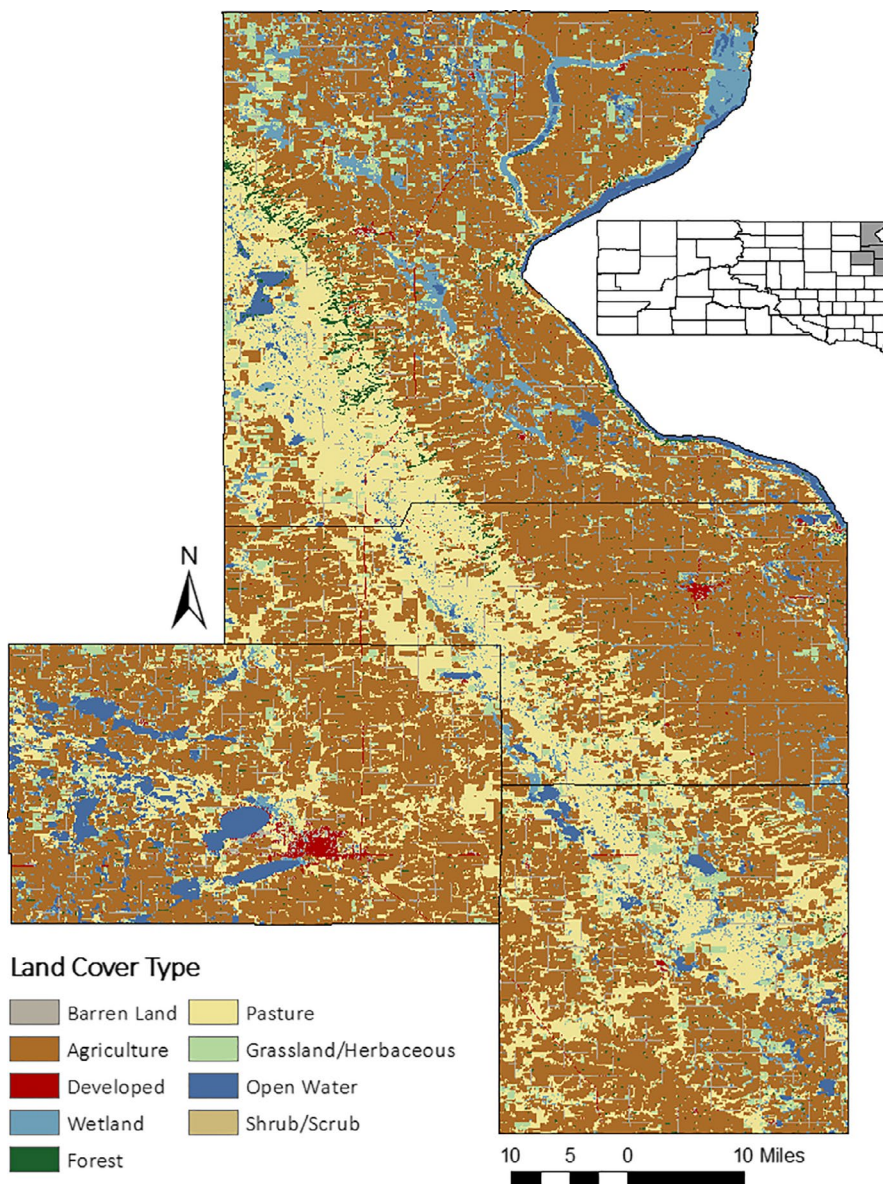 N
Land Cover Type
Barren Land
Pasture
Agriculture
Grassland/Herbaceous
Developed
Open Water
Wetland
Shrub/Scrub
Forest
10 5 0 10 Miles